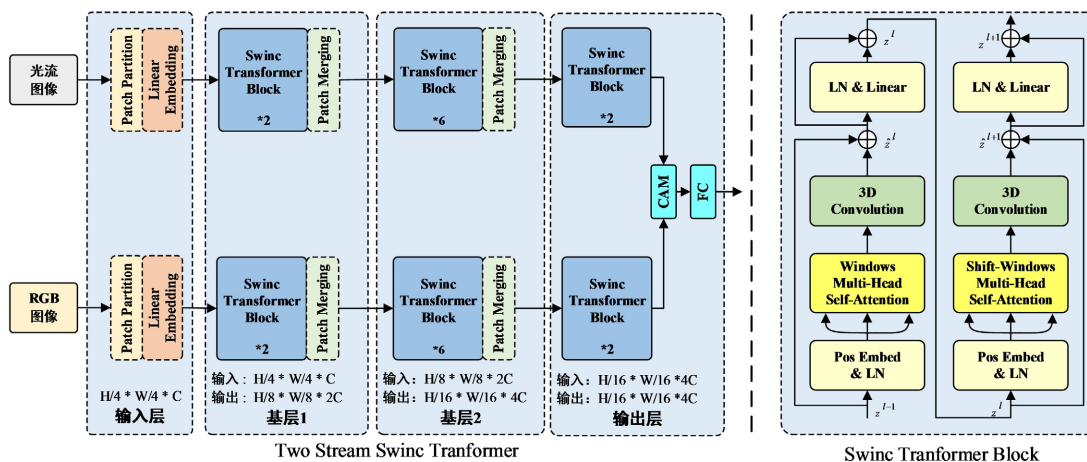 光流
图像
Patch Partition
Linear
Embedding
Swinc
Transformer
Block
*2
Patch Merging
Swinc
Transformer
Block
*6
Patch Merging
Swinc
Transformer
Block
*2
CAM
FC
RGB
图像
Patch Partition
Linear
Embedding
Swinc
Transformer
Block
*2
Patch Merging
Swinc
Transformer
Block
*6
Patch Merging
Swinc
Transformer
Block
*2
H/4 * W/4 * C
输入层
输入：H/4 * W/4 * C
输出：H/8 * W/8 * 2C
基层1
输入：H/8 * W/8 * 2C
输出：H/16 * W/16 * 4C
基层2
输入：H/16 * W/16 *4C
输出：H/16 * W/16 *4C
输出层
Two Stream Swinc Tranformer
z^l
LN & Linear
ẑ^l
3D
Convolution
Windows
Multi-Head
Self-Attention
Pos Embed
& LN
z^{l-1}
z^{l+1}
LN & Linear
ẑ^{l+1}
3D
Convolution
Shift-Windows
Multi-Head
Self-Attention
Pos Embed
& LN
z^l
Swinc Tranformer Block